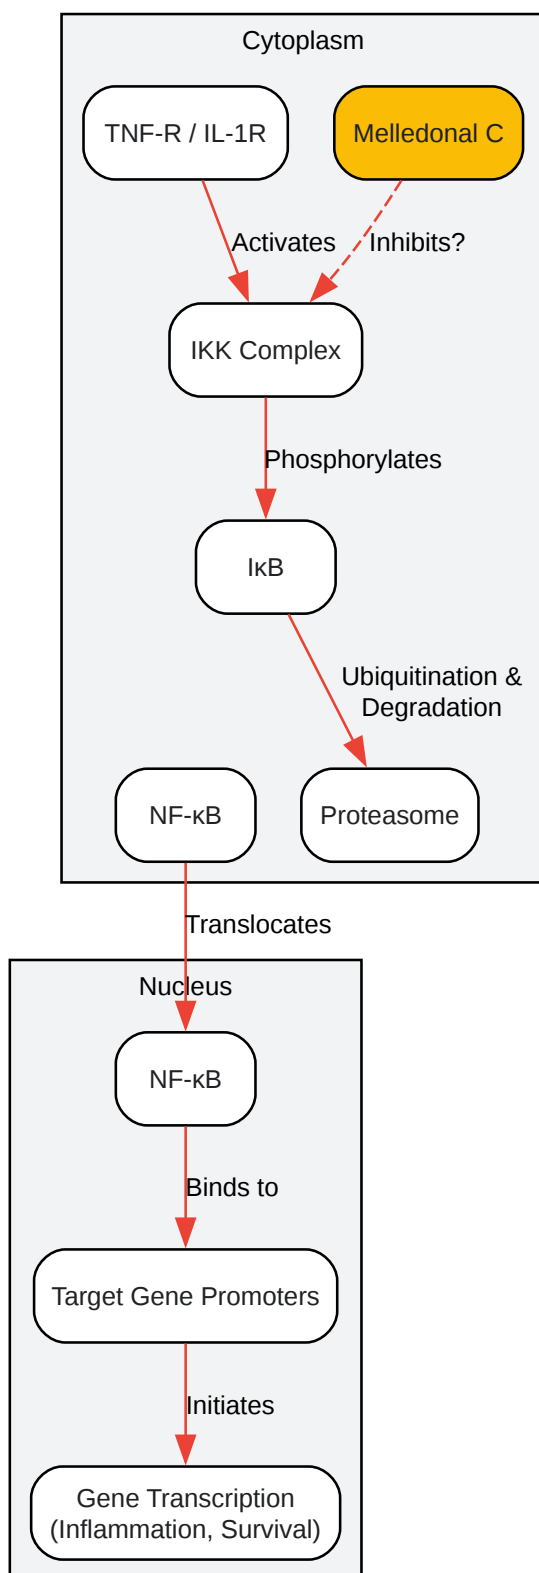 Cytoplasm
TNF-R / IL-1R
Melledonal C
Activates
Inhibits?
IKK Complex
Phosphorylates
IκB
Ubiquitination &
Degradation
NF-κB
Proteasome
Translocates
Nucleus
NF-κB
Binds to
Target Gene Promoters
Initiates
Gene Transcription
(Inflammation, Survival)